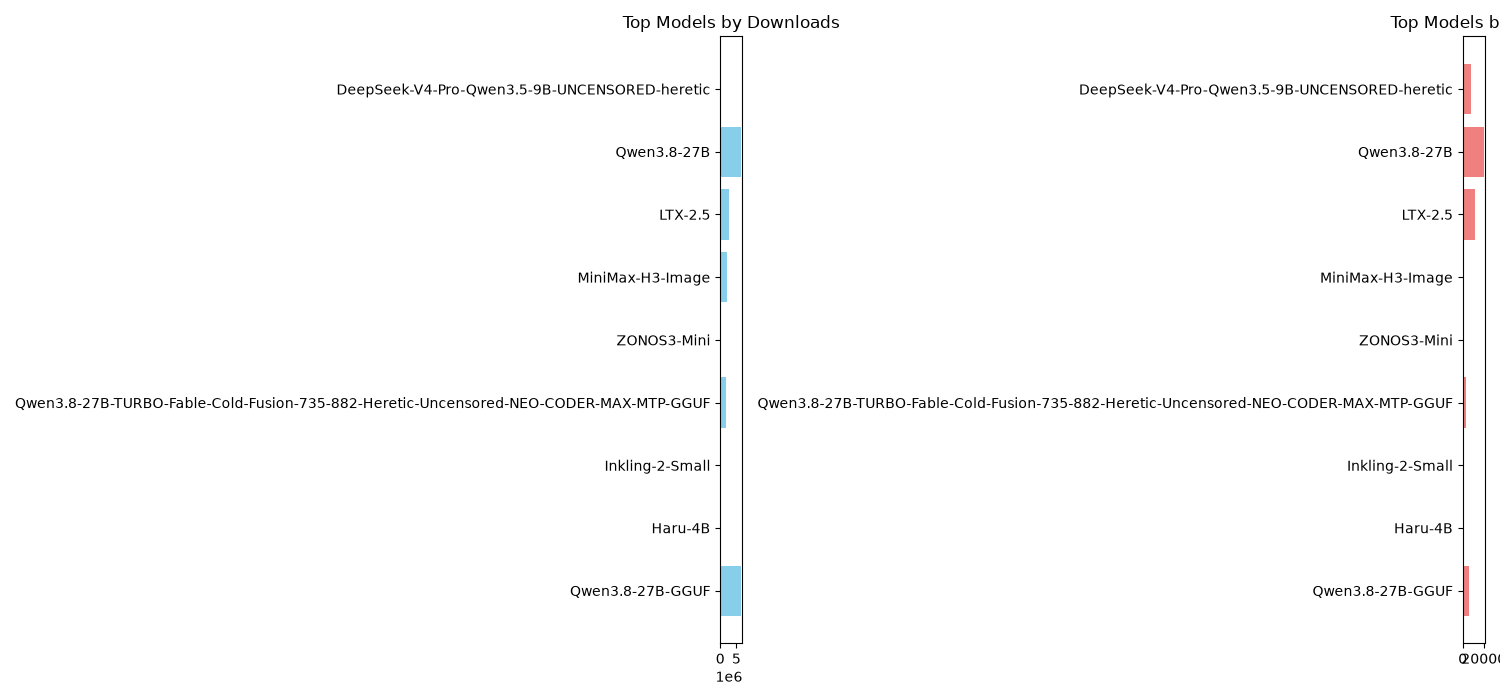 Top Models by Downloads
DeepSeek-V4-Pro-Qwen3.5-9B-UNCENSORED-heretic
Qwen3.8-27B
LTX-2.5
MiniMax-H3-Image
ZONOS3-Mini
Qwen3.8-27B-TURBO-Fable-Cold-Fusion-735-882-Heretic-Uncensored-NEO-CODER-MAX-MTP-GGUF
Inkling-2-Small
Haru-4B
Qwen3.8-27B-GGUF
0 5
1e6
Top Models b
DeepSeek-V4-Pro-Qwen3.5-9B-UNCENSORED-heretic
Qwen3.8-27B
LTX-2.5
MiniMax-H3-Image
ZONOS3-Mini
Qwen3.8-27B-TURBO-Fable-Cold-Fusion-735-882-Heretic-Uncensored-NEO-CODER-MAX-MTP-GGUF
Inkling-2-Small
Haru-4B
Qwen3.8-27B-GGUF
0